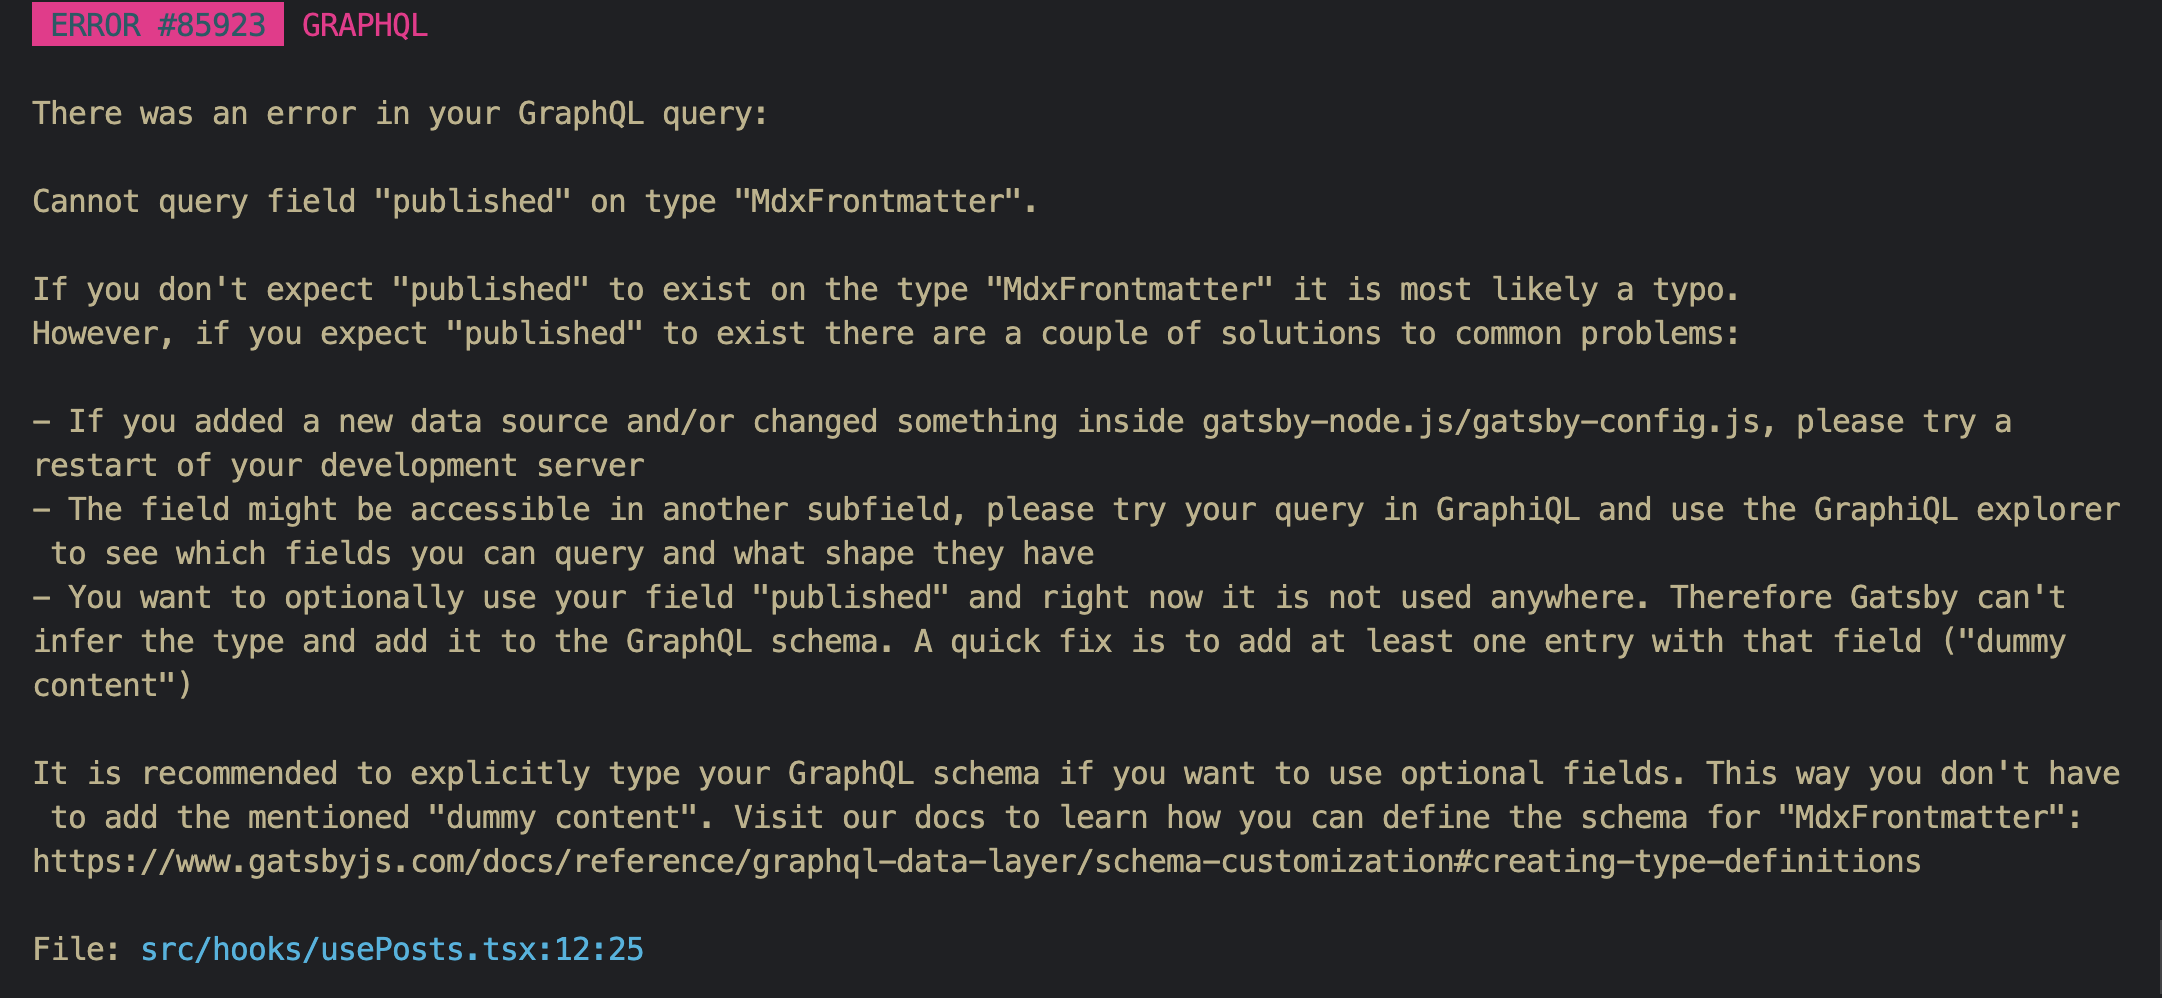 ERROR #85923 GRAPHQL
There was an error in your GraphQL query:
Cannot query field "published" on type "MdxFrontmatter".
If you don't expect "published" to exist on the type "MdxFrontmatter" it is most likely a typo.
However, if you expect "published" to exist there are a couple of solutions to common problems:
- If you added a new data source and/or changed something inside gatsby-node.js/gatsby-config.js, please try a
restart of your development server
- The field might be accessible in another subfield, please try your query in GraphiQL and use the GraphiQL explorer
to see which fields you can query and what shape they have
- You want to optionally use your field "published" and right now it is not used anywhere. Therefore Gatsby can't
infer the type and add it to the GraphQL schema. A quick fix is to add at least one entry with that field ("dummy
content")
It is recommended to explicitly type your GraphQL schema if you want to use optional fields. This way you don't have
to add the mentioned "dummy content". Visit our docs to learn how you can define the schema for "MdxFrontmatter":
https://www.gatsbyjs.com/docs/reference/graphql-data-layer/schema-customization#creating-type-definitions
File: src/hooks/usePosts.tsx:12:25